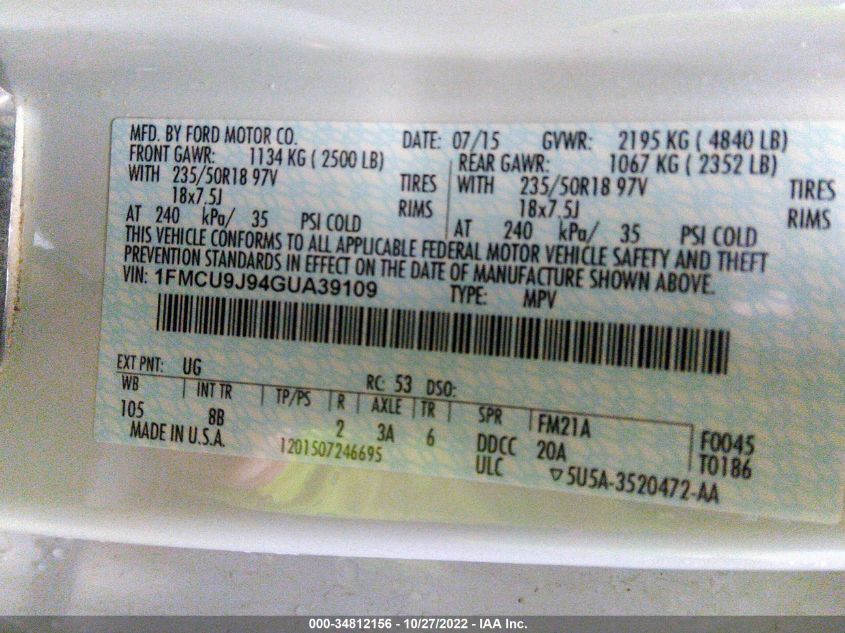 MFD. BY FORD MOTOR CO. DATE: 07/15 GVWR: 2195 KG ( 4840 LB)
FRONT GAWR: 1134 KG ( 2500 LB) REAR GAWR: 1067 KG ( 2352 LB)
WITH 235/50R18 97V TIRES WITH 235/50R18 97V TIRES
18x7.5J RIMS 18x7.5J RIMS
AT 240 kPa/ 35 PSI COLD AT 240 kPa/ 35 PSI COLD
THIS VEHICLE CONFORMS TO ALL APPLICABLE FEDERAL MOTOR VEHICLE SAFETY AND THEFT
PREVENTION STANDARDS IN EFFECT ON THE DATE OF MANUFACTURE SHOWN ABOVE.
VIN: 1FMCU9J94GUA39109 TYPE: MPV
EXT PNT: UG RC: 53 DSO:
WB INT TR TP/PS R AXLE TR SPR FM21A F0045
105 8B 2 3A 6 DDCC 20A T0186
MADE IN U.S.A. 1201507246695 ULC ▽5U5A-3520472-AA
000-34812156 - 10/27/2022 - IAA Inc.